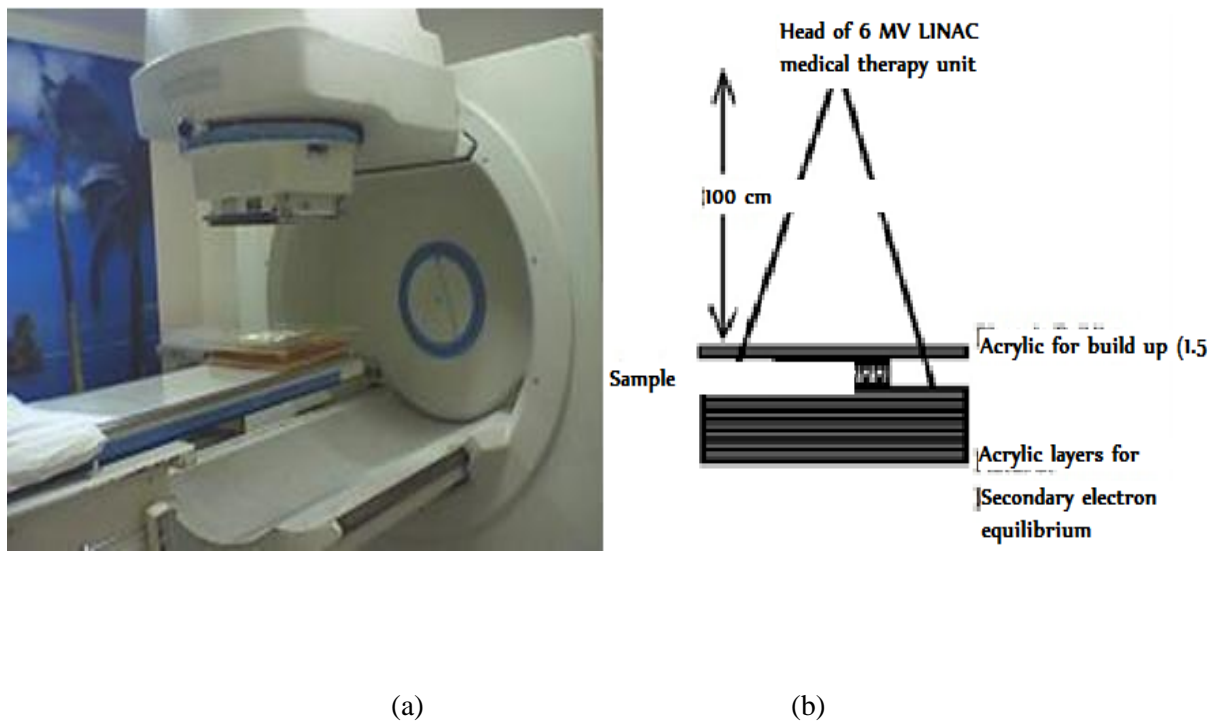 Head of 6 MV LINAC
medical therapy unit
100 cm
Sample
Acrylic for build up (1.5
Acrylic layers for
Secondary electron
equilibrium
(a)
(b)